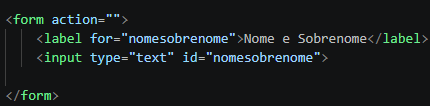 <form action="">
<label for="nomesobrenome">Nome e Sobrenome</label>
<input type="text" id="nomesobrenome">
</form>